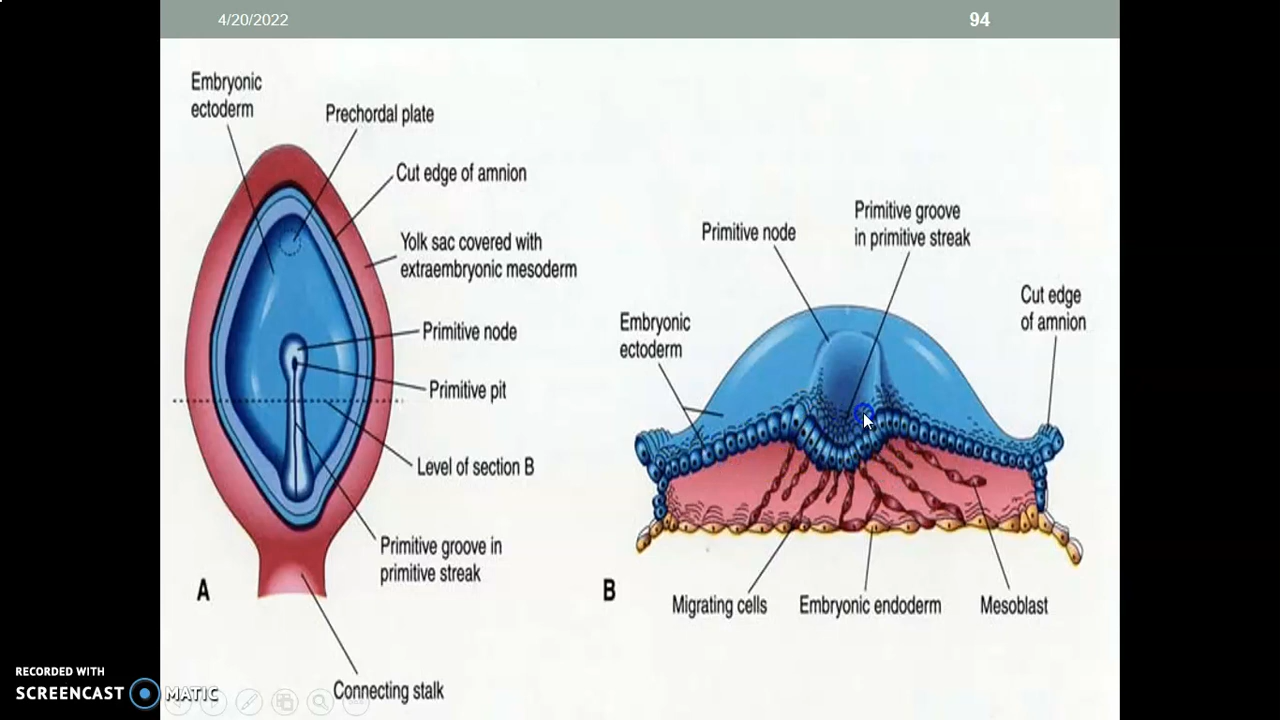 4/20/2022
94
Embryonic
ectoderm
Prechordal plate
Cut edge of amnion
Yolk sac covered with
extraembryonic mesoderm
Primitive node
Primitive pit
Level of section B
Primitive groove in
primitive streak
A
Connecting stalk
Primitive groove
in primitive streak
Primitive node
Cut edge
of amnion
Embryonic
ectoderm
B
Migrating cells
Embryonic endoderm
Mesoblast
RECORDED WITH
SCREENCAST MATIC